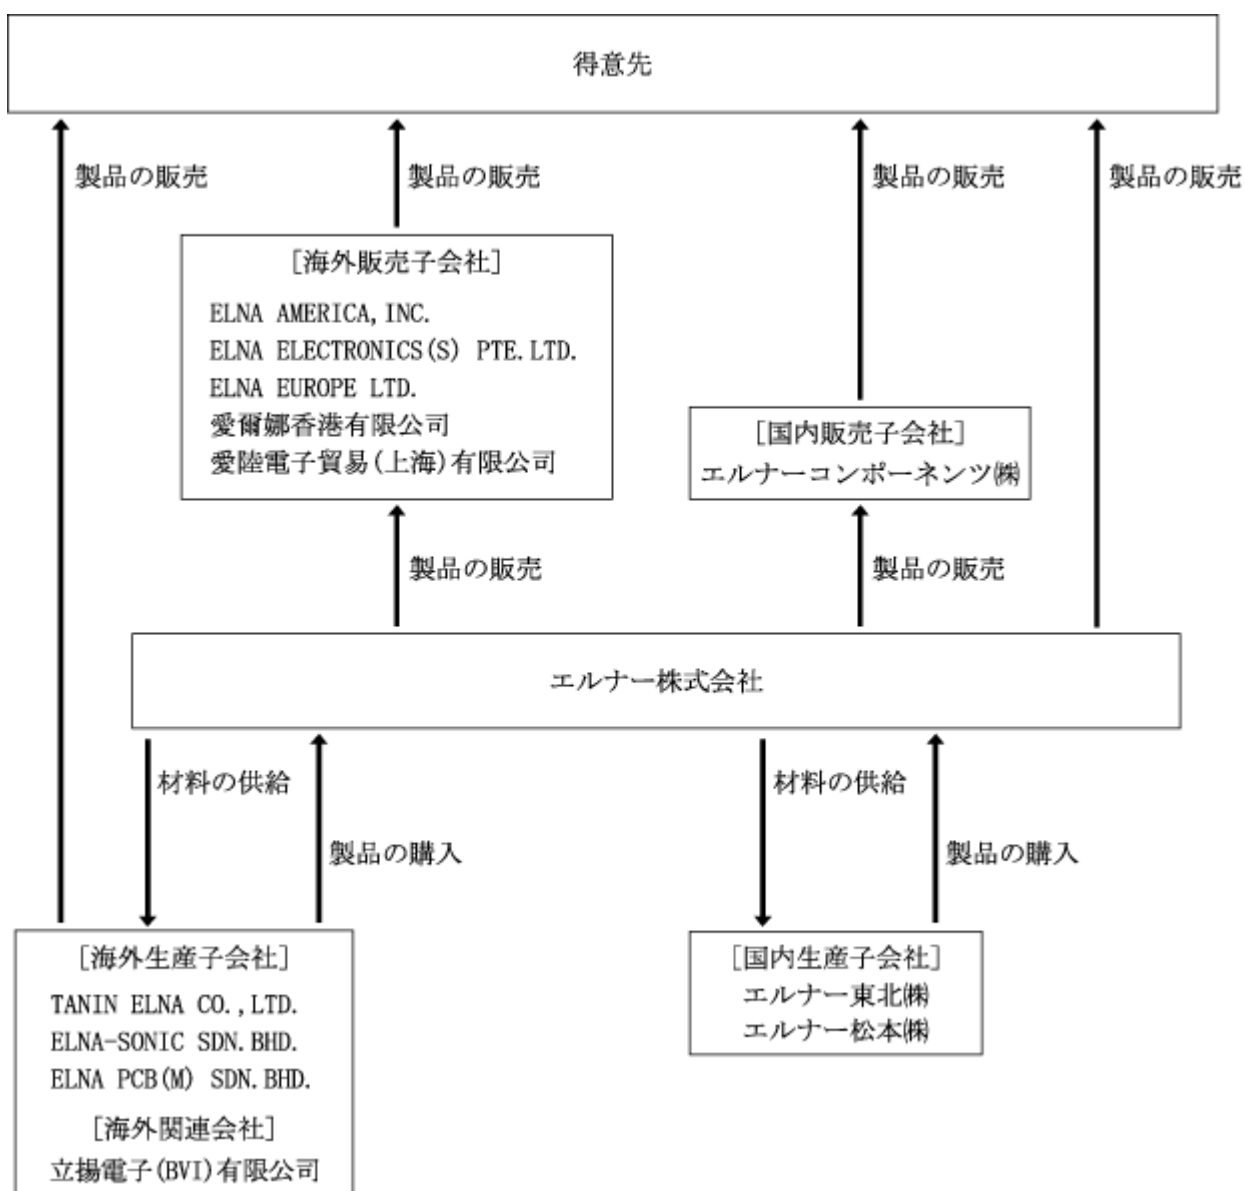 得意先
製品の販売
製品の販売
製品の販売
製品の販売
[海外販売子会社]
ELNA AMERICA,INC.
ELNA ELECTRONICS(S) PTE.LTD.
ELNA EUROPE LTD.
愛爾娜香港有限公司
愛陸電子貿易(上海)有限公司
[国内販売子会社]
エルナーコンポーネンツ㈱
製品の販売
製品の販売
エルナー株式会社
材料の供給
製品の購入
材料の供給
製品の購入
[海外生産子会社]
TANIN ELNA CO.,LTD.
ELNA-SONIC SDN.BHD.
ELNA PCB(M) SDN.BHD.
[海外関連会社]
立揚電子(BVI)有限公司
[国内生産子会社]
エルナー東北㈱
エルナー松本㈱